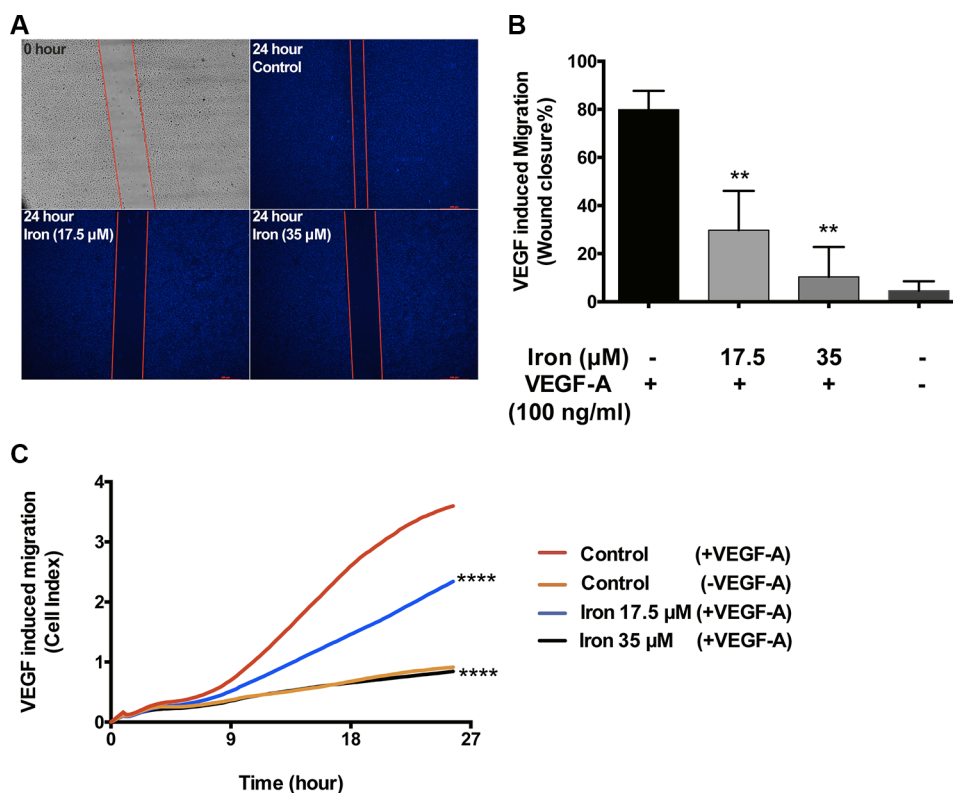 A
0 hour
24 hour
Control
24 hour
Iron (17.5 µM)
24 hour
Iron (35 µM)
B
VEGF induced Migration
(Wound closure%)
100
80
60
40
20
0
**
**
Iron (µM) - 17.5 35 -
VEGF-A + + + -
(100 ng/ml)
C
VEGF induced migration
(Cell Index)
4
3
2
1
0
0 9 18 27
Time (hour)
****
****
Control (+VEGF-A)
Control (-VEGF-A)
Iron 17.5 µM (+VEGF-A)
Iron 35 µM (+VEGF-A)